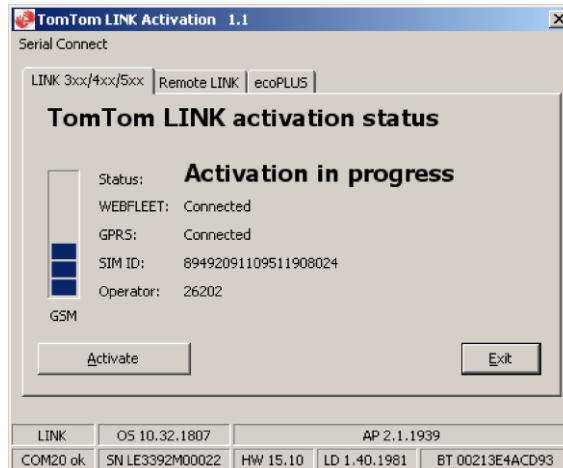 TomTom LINK Activation 1.1
Serial Connect
LINK 3xx/4xx/5xx Remote LINK ecoPLUS
TomTom LINK activation status
Status: Activation in progress
WEBFLEET: Connected
GPRS: Connected
SIM ID: 89492091109511908024
Operator: 26202
GSM
Activate Exit
LINK OS 10.32.1807 AP 2.1.1939
COM20 ok SN LE3392M00022 HW 15.10 LD 1.40.1981 BT 00213E4ACD93